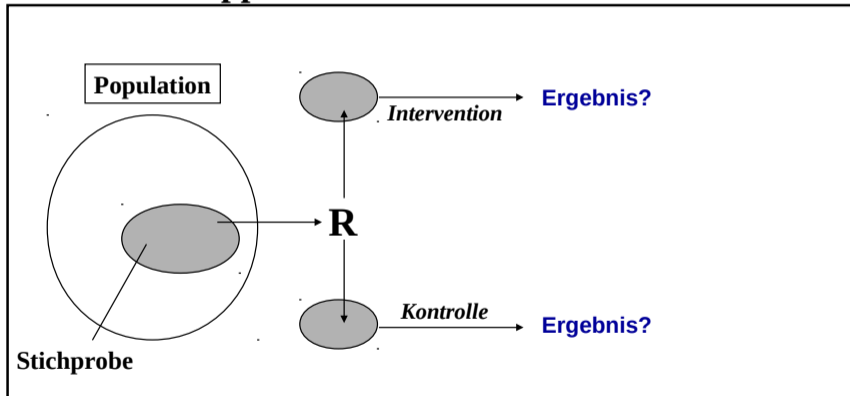 Population
Intervention
Ergebnis?
R
Kontrolle
Ergebnis?
Stichprobe